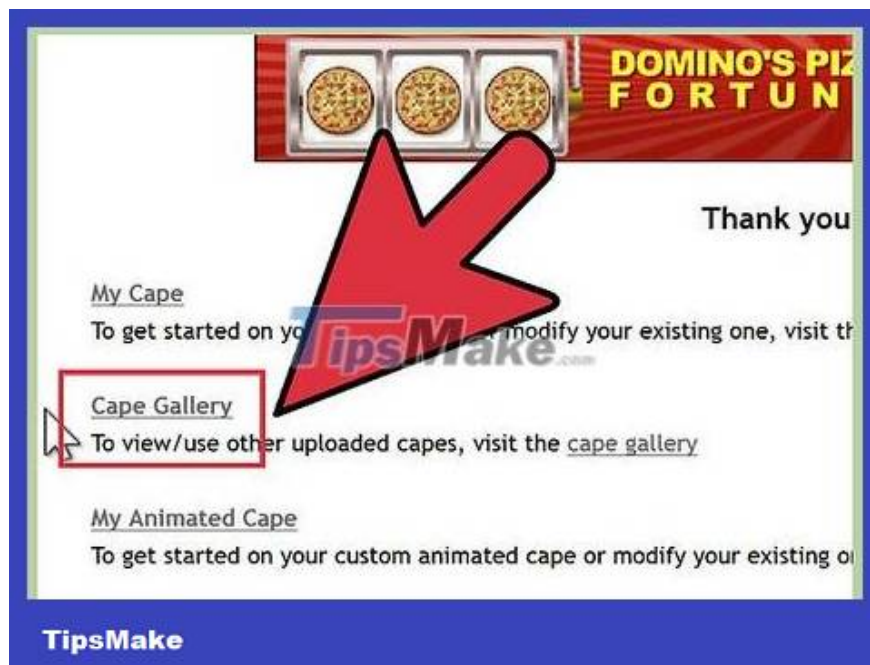 DOMINO'S PIZ
FORTUN
Thank you
My Cape
To get started on yo modify your existing one, visit th
TipsMake.com
Cape Gallery
To view/use other uploaded capes, visit the cape gallery
My Animated Cape
To get started on your custom animated cape or modify your existing o
TipsMake